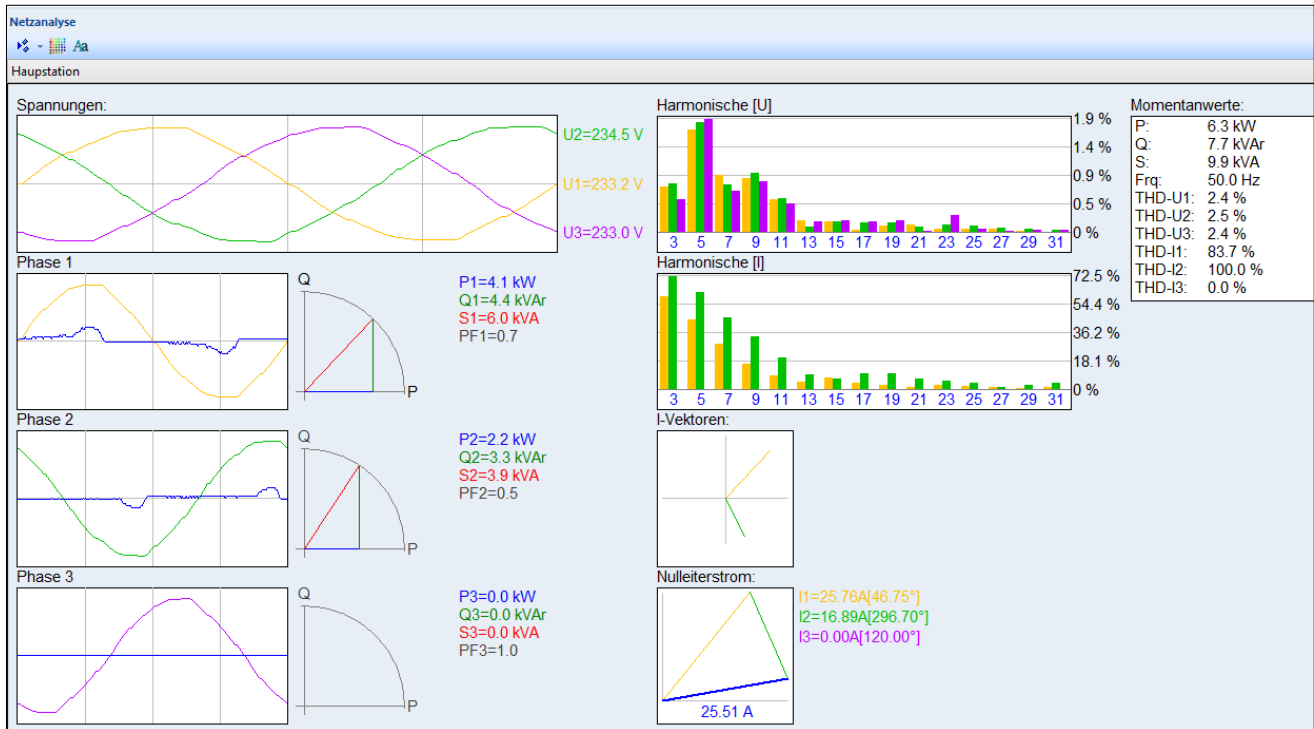 Netzanalyse
Aa
Haupstation
Spannungen:
U2=234.5 V
U1=233.2 V
U3=233.0 V
Harmonische [U]
1.9 %
1.4 %
0.9 %
0.5 %
0 %
3 5 7 9 11 13 15 17 19 21 23 25 27 29 31
Momentanwerte:
P: 6.3 kW
Q: 7.7 kVAr
S: 9.9 kVA
Frq: 50.0 Hz
THD-U1: 2.4 %
THD-U2: 2.5 %
THD-U3: 2.4 %
THD-I1: 83.7 %
THD-I2: 100.0 %
THD-I3: 0.0 %
Phase 1
Q
P
P1=4.1 kW
Q1=4.4 kVAr
S1=6.0 kVA
PF1=0.7
Harmonische [I]
72.5 %
54.4 %
36.2 %
18.1 %
0 %
3 5 7 9 11 13 15 17 19 21 23 25 27 29 31
Phase 2
Q
P
P2=2.2 kW
Q2=3.3 kVAr
S2=3.9 kVA
PF2=0.5
I-Vektoren:
Phase 3
Q
P
P3=0.0 kW
Q3=0.0 kVAr
S3=0.0 kVA
PF3=1.0
Nulleiterstrom:
I1=25.76A[46.75°]
I2=16.89A[296.70°]
I3=0.00A[120.00°]
25.51 A